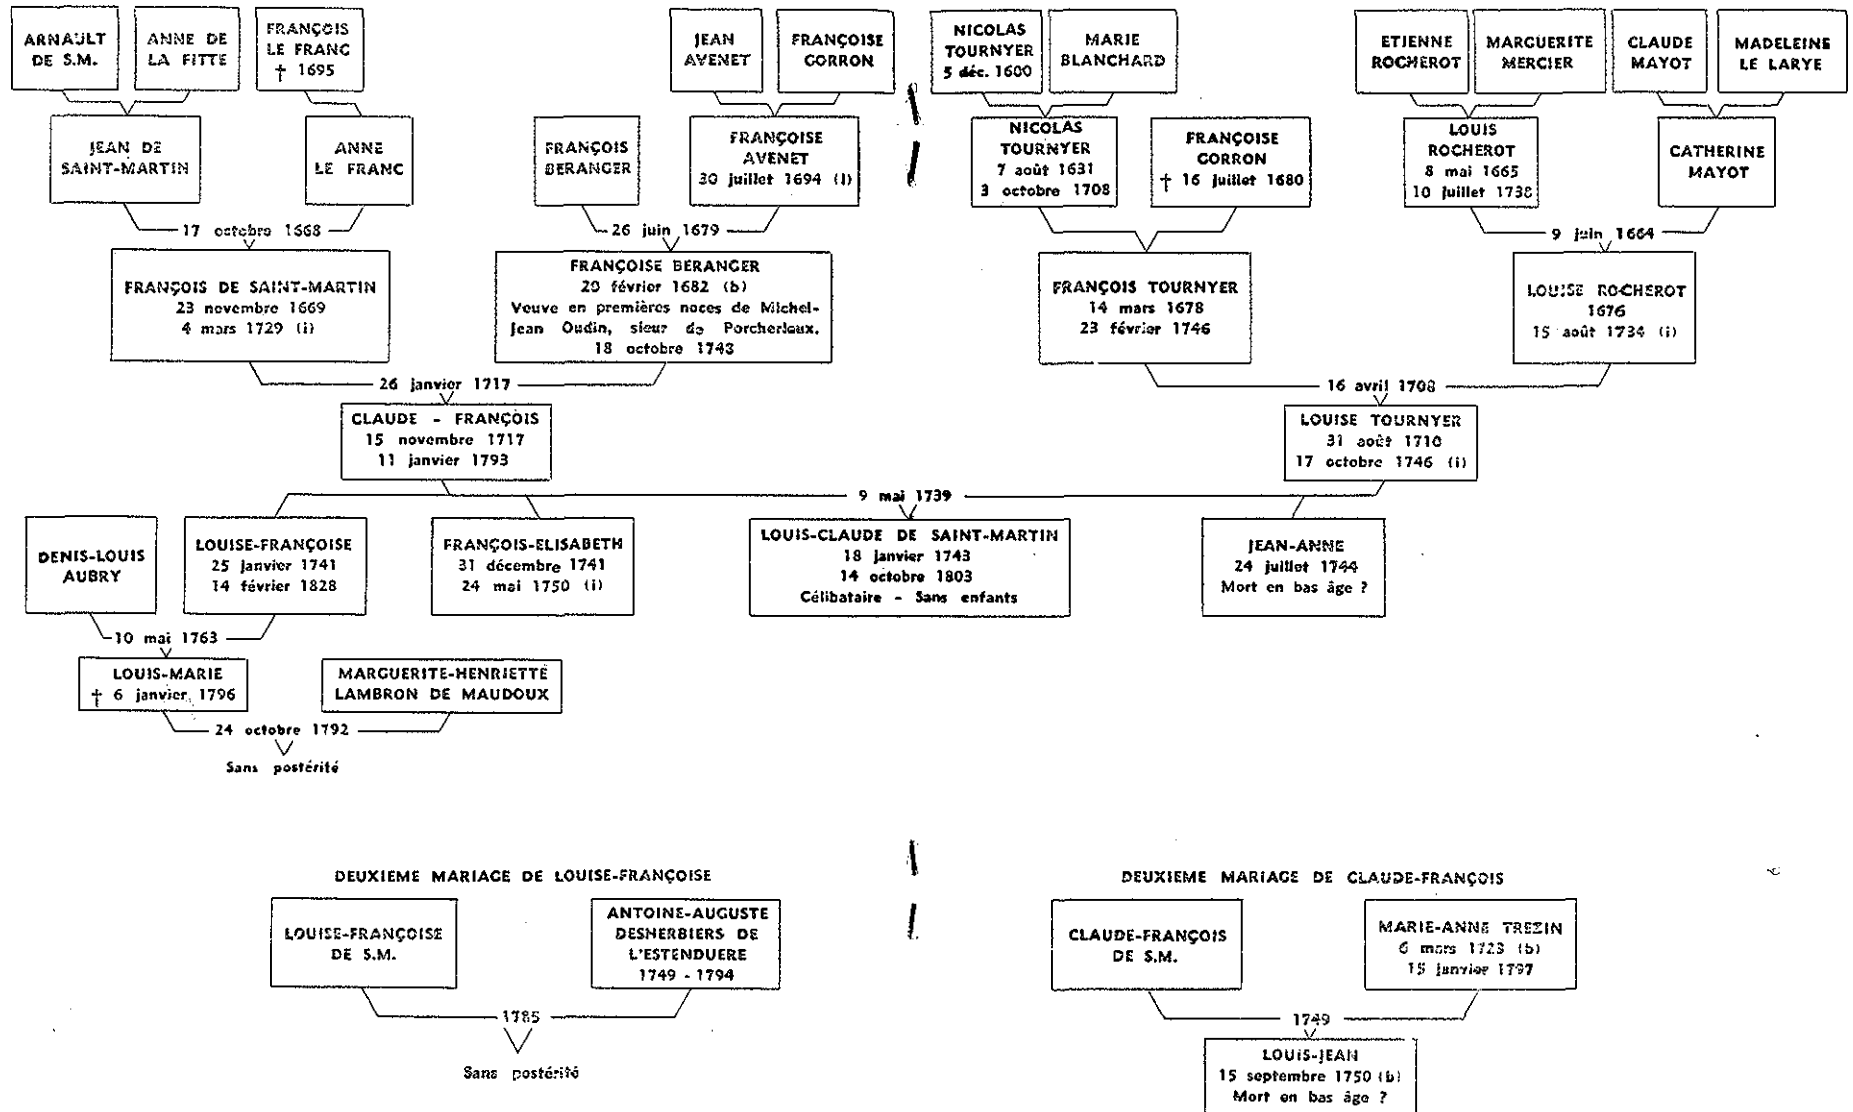 ARNAULT
DE S.M.
ANNE DE
LA FITTE
FRANÇOIS
LE FRANC
† 1695
JEAN
AVENET
FRANÇOISE
GORRON
NICOLAS
TOURNYER
5 déc. 1600
MARIE
BLANCHARD
ETIENNE
ROCHEROT
MARGUERITE
MERCIER
CLAUDE
MAYOT
MADELEINE
LE LARYE
JEAN DE
SAINT-MARTIN
ANNE
LE FRANC
FRANÇOIS
BERANGER
FRANÇOISE
AVENET
30 juillet 1694 (i)
NICOLAS
TOURNYER
7 août 1631
3 octobre 1708
FRANÇOISE
GORRON
† 16 juillet 1680
LOUIS
ROCHEROT
8 mai 1665
10 juillet 1738
CATHERINE
MAYOT
17 octobre 1668
26 juin 1679
9 juin 1664
FRANÇOIS DE SAINT-MARTIN
23 novembre 1669
4 mars 1729 (i)
FRANÇOISE BERANGER
20 février 1682 (b)
Veuve en premières noces de Michel-
Jean Oudin, sieur de Porcherioux.
18 octobre 1743
FRANÇOIS TOURNYER
14 mars 1678
23 février 1746
LOUISE ROCHEROT
1676
15 août 1734 (i)
26 janvier 1717
16 avril 1708
CLAUDE - FRANÇOIS
15 novembre 1717
11 janvier 1793
LOUISE TOURNYER
31 août 1710
17 octobre 1746 (i)
9 mai 1739
DENIS-LOUIS
AUBRY
LOUISE-FRANÇOISE
25 janvier 1741
14 février 1828
FRANÇOIS-ELISABETH
31 décembre 1741
24 mai 1750 (i)
LOUIS-CLAUDE DE SAINT-MARTIN
18 janvier 1743
14 octobre 1803
Célibataire - Sans enfants
JEAN-ANNE
24 juillet 1744
Mort en bas âge ?
10 mai 1763
LOUIS-MARIE
† 6 janvier 1796
MARGUERITE-HENRIETTE
LAMBRON DE MAUDOUX
24 octobre 1792
Sans postérité
DEUXIEME MARIAGE DE LOUISE-FRANÇOISE
LOUISE-FRANÇOISE
DE S.M.
ANTOINE-AUGUSTE
DESHERBIERS DE
L'ESTENDUERE
1749 - 1794
1785
Sans postérité
DEUXIEME MARIAGE DE CLAUDE-FRANÇOIS
CLAUDE-FRANÇOIS
DE S.M.
MARIE-ANNE TREZIN
6 mars 1723 (b)
15 janvier 1797
1749
LOUIS-JEAN
15 septembre 1750 (b)
Mort en bas âge ?